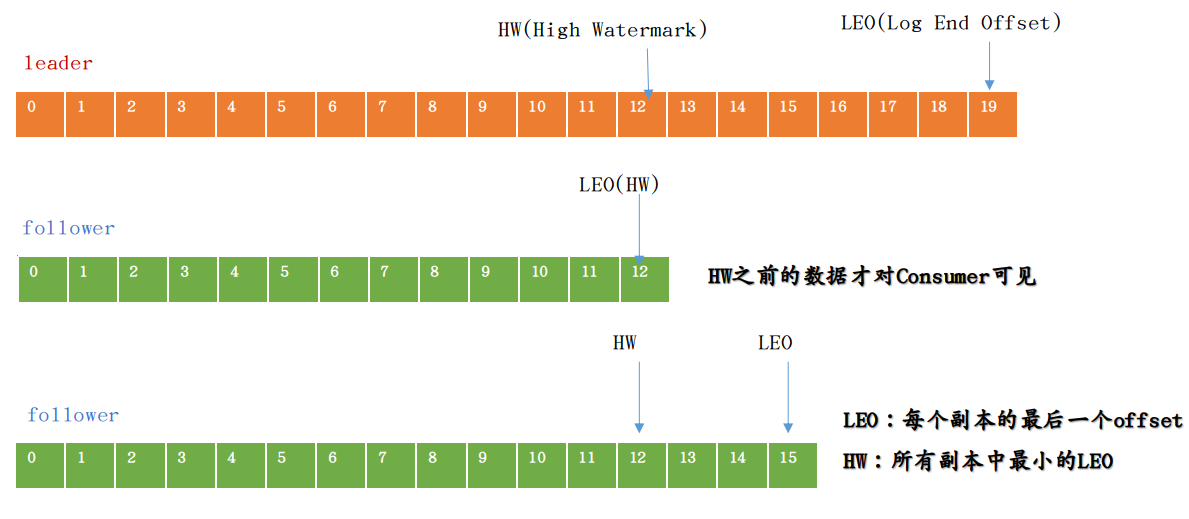 HW(High Watermark)
LEO(Log End Offset)
leader
0 1 2 3 4 5 6 7 8 9 10 11 12 13 14 15 16 17 18 19
LEO(HW)
follower
0 1 2 3 4 5 6 7 8 9 10 11 12
HW之前的数据才对Consumer可见
HW
LEO
follower
LEO：每个副本的最后一个offset
0 1 2 3 4 5 6 7 8 9 10 11 12 13 14 15
HW：所有副本中最小的LEO